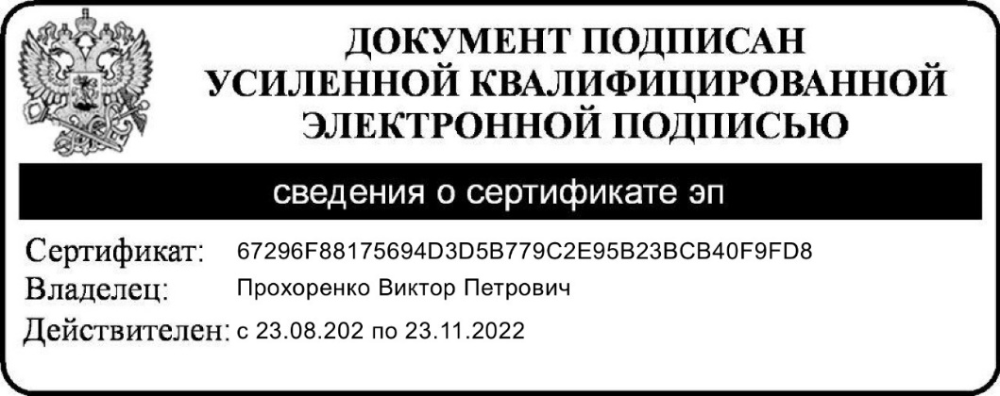 ДОКУМЕНТ ПОДПИСАН
УСИЛЕННОЙ КВАЛИФИЦИРОВАННОЙ
ЭЛЕКТРОННОЙ ПОДПИСЬЮ
сведения о сертификате эп
Сертификат: 67296F88175694D3D5B779C2E95B23BCB40F9FD8
Владелец: Прохоренко Виктор Петрович
Действителен: с 23.08.202 по 23.11.2022